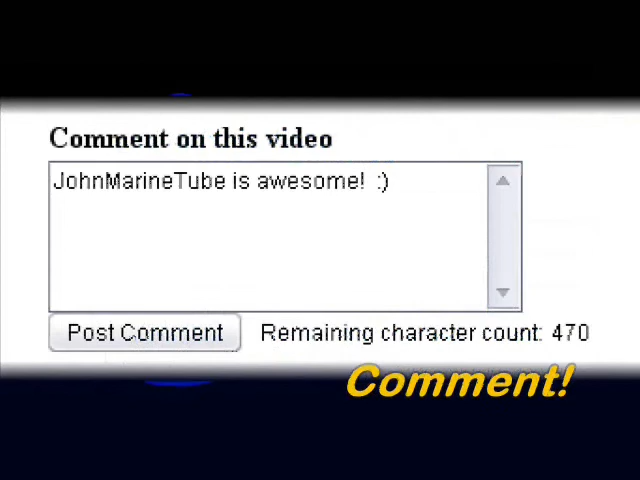 Comment on this video
JohnMarineTube is awesome!  :)
Post Comment
Remaining character count: 470
Comment!